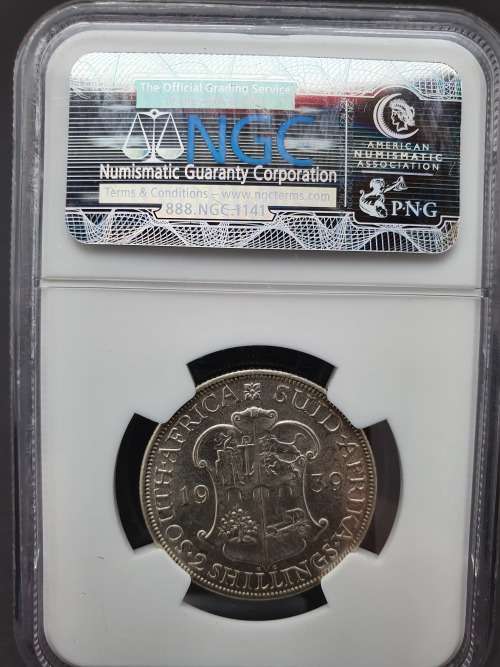 The Official Grading Service
NGC
Numismatic Guaranty Corporation
Terms & Conditions – www.ngcterms.com
888.NGC-1141
AMERICAN
NUMISMATIC
ASSOCIATION
PNG
SOUTH·AFRICA SUID·AFRIKA
19 39
2 SHILLINGS